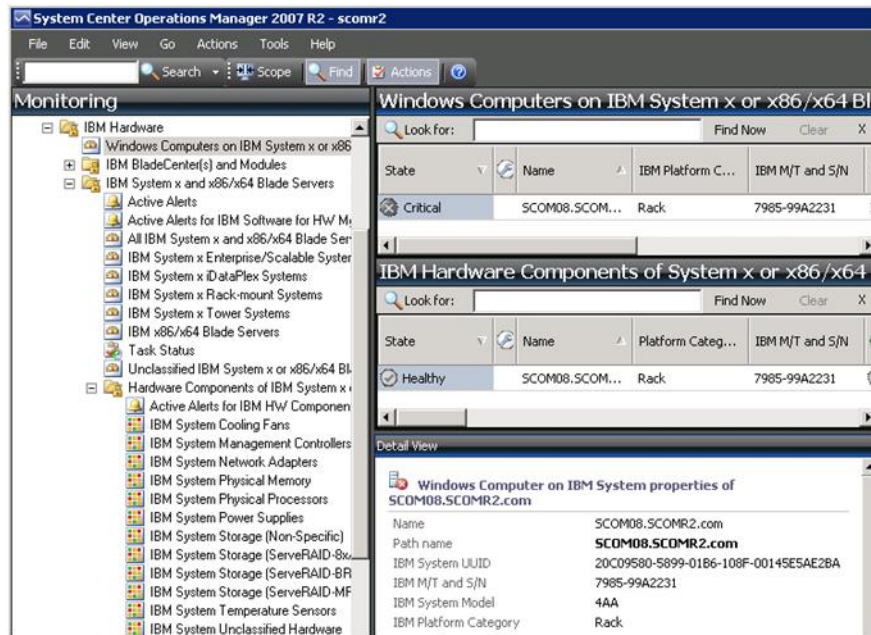 System Center Operations Manager 2007 R2 - scomr2
File Edit View Go Actions Tools Help
Search Scope Find Actions
Monitoring
IBM Hardware
Windows Computers on IBM System x or x86
IBM BladeCenter(s) and Modules
IBM System x and x86/x64 Blade Servers
Active Alerts
Active Alerts for IBM Software for HW M
All IBM System x and x86/x64 Blade Ser
IBM System x Enterprise/Scalable System
IBM System x iDataPlex Systems
IBM System x Rack-mount Systems
IBM System x Tower Systems
IBM x86/x64 Blade Servers
Task Status
Unclassified IBM System x or x86/x64 Bl
Hardware Components of IBM System x
Active Alerts for IBM HW Componen
IBM System Cooling Fans
IBM System Management Controllers
IBM System Network Adapters
IBM System Physical Memory
IBM System Physical Processors
IBM System Power Supplies
IBM System Storage (Non-Specific)
IBM System Storage (ServeRAID-8x
IBM System Storage (ServeRAID-BR
IBM System Storage (ServeRAID-MR
IBM System Temperature Sensors
IBM System Unclassified Hardware
Windows Computers on IBM System x or x86/x64 Bl
Look for: Find Now Clear X
State Name IBM Platform C... IBM M/T and S/N
Critical SCOM08.SCOM... Rack 7985-99A2231
IBM Hardware Components of System x or x86/x64
Look for: Find Now Clear X
State Name Platform Categ... IBM M/T and S/N
Healthy SCOM08.SCOM... Rack 7985-99A2231
Detail View
Windows Computer on IBM System properties of
SCOM08.SCOMR2.com
Name SCOM08.SCOMR2.com
Path name SCOM08.SCOMR2.com
IBM System UUID 20C09580-5899-01B6-108F-00145E5AE2BA
IBM M/T and S/N 7985-99A2231
IBM System Model 4AA
IBM Platform Category Rack